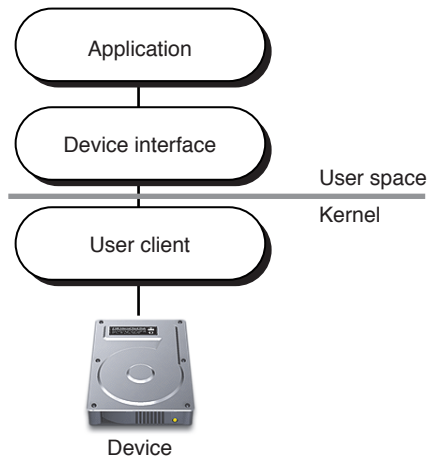 Application
Device interface
User space
Kernel
User client
Device